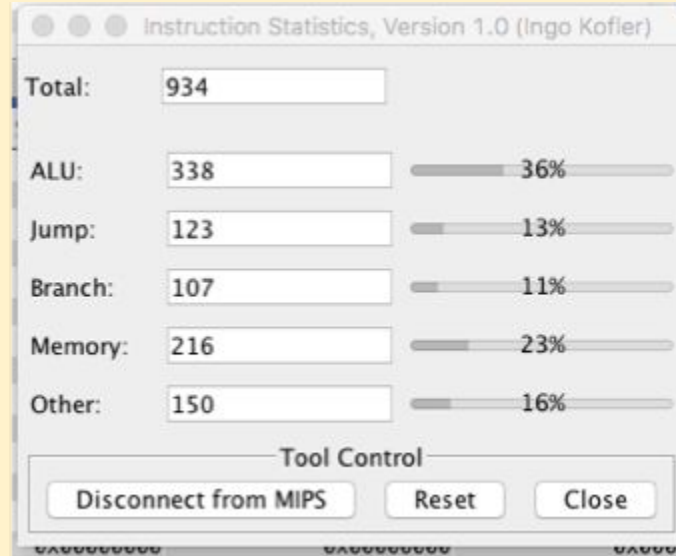 Instruction Statistics, Version 1.0 (Ingo Kofler)
Total: 934
ALU: 338 36%
Jump: 123 13%
Branch: 107 11%
Memory: 216 23%
Other: 150 16%
Tool Control
Disconnect from MIPS Reset Close